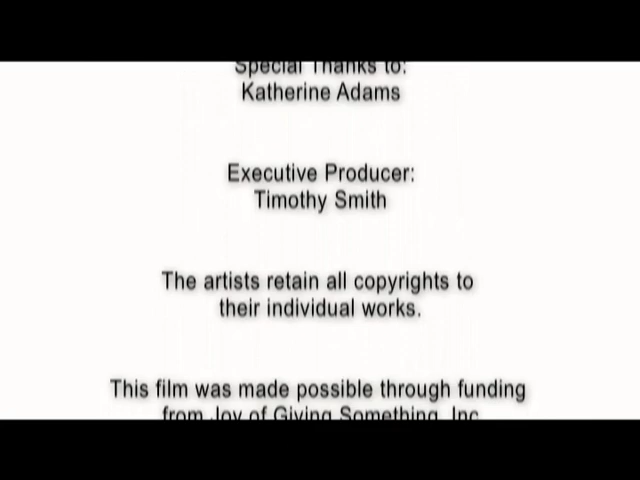 Special Thanks to:
Katherine Adams
Executive Producer:
Timothy Smith
The artists retain all copyrights to
their individual works.
This film was made possible through funding
from Joy of Giving Something, Inc.